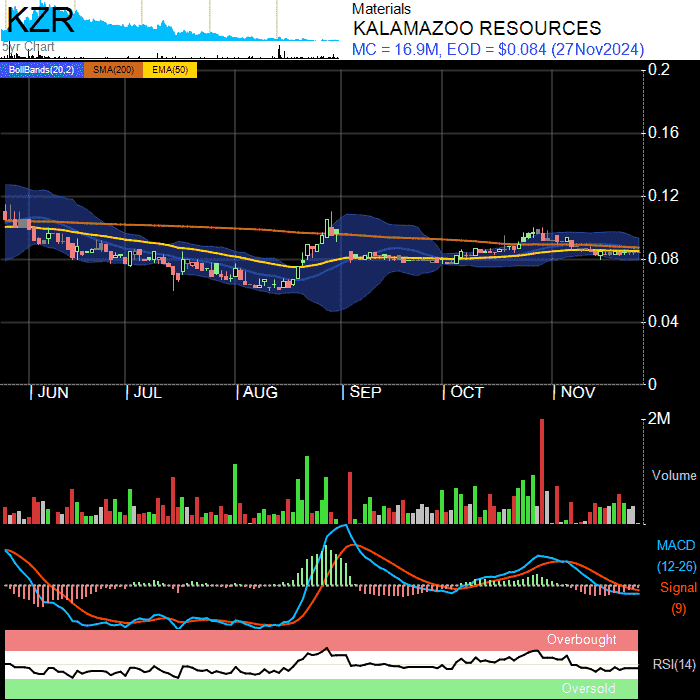 KZR
5yr Chart
Materials
KALAMAZOO RESOURCES
MC = 16.9M, EOD = $0.084 (27Nov2024)
BollBands(20,2) SMA(200) EMA(50)
0.2
0.16
0.12
0.08
0.04
0
JUN JUL AUG SEP OCT NOV
2M
Volume
MACD
(12-26)
Signal
(9)
Overbought
RSI(14)
Oversold